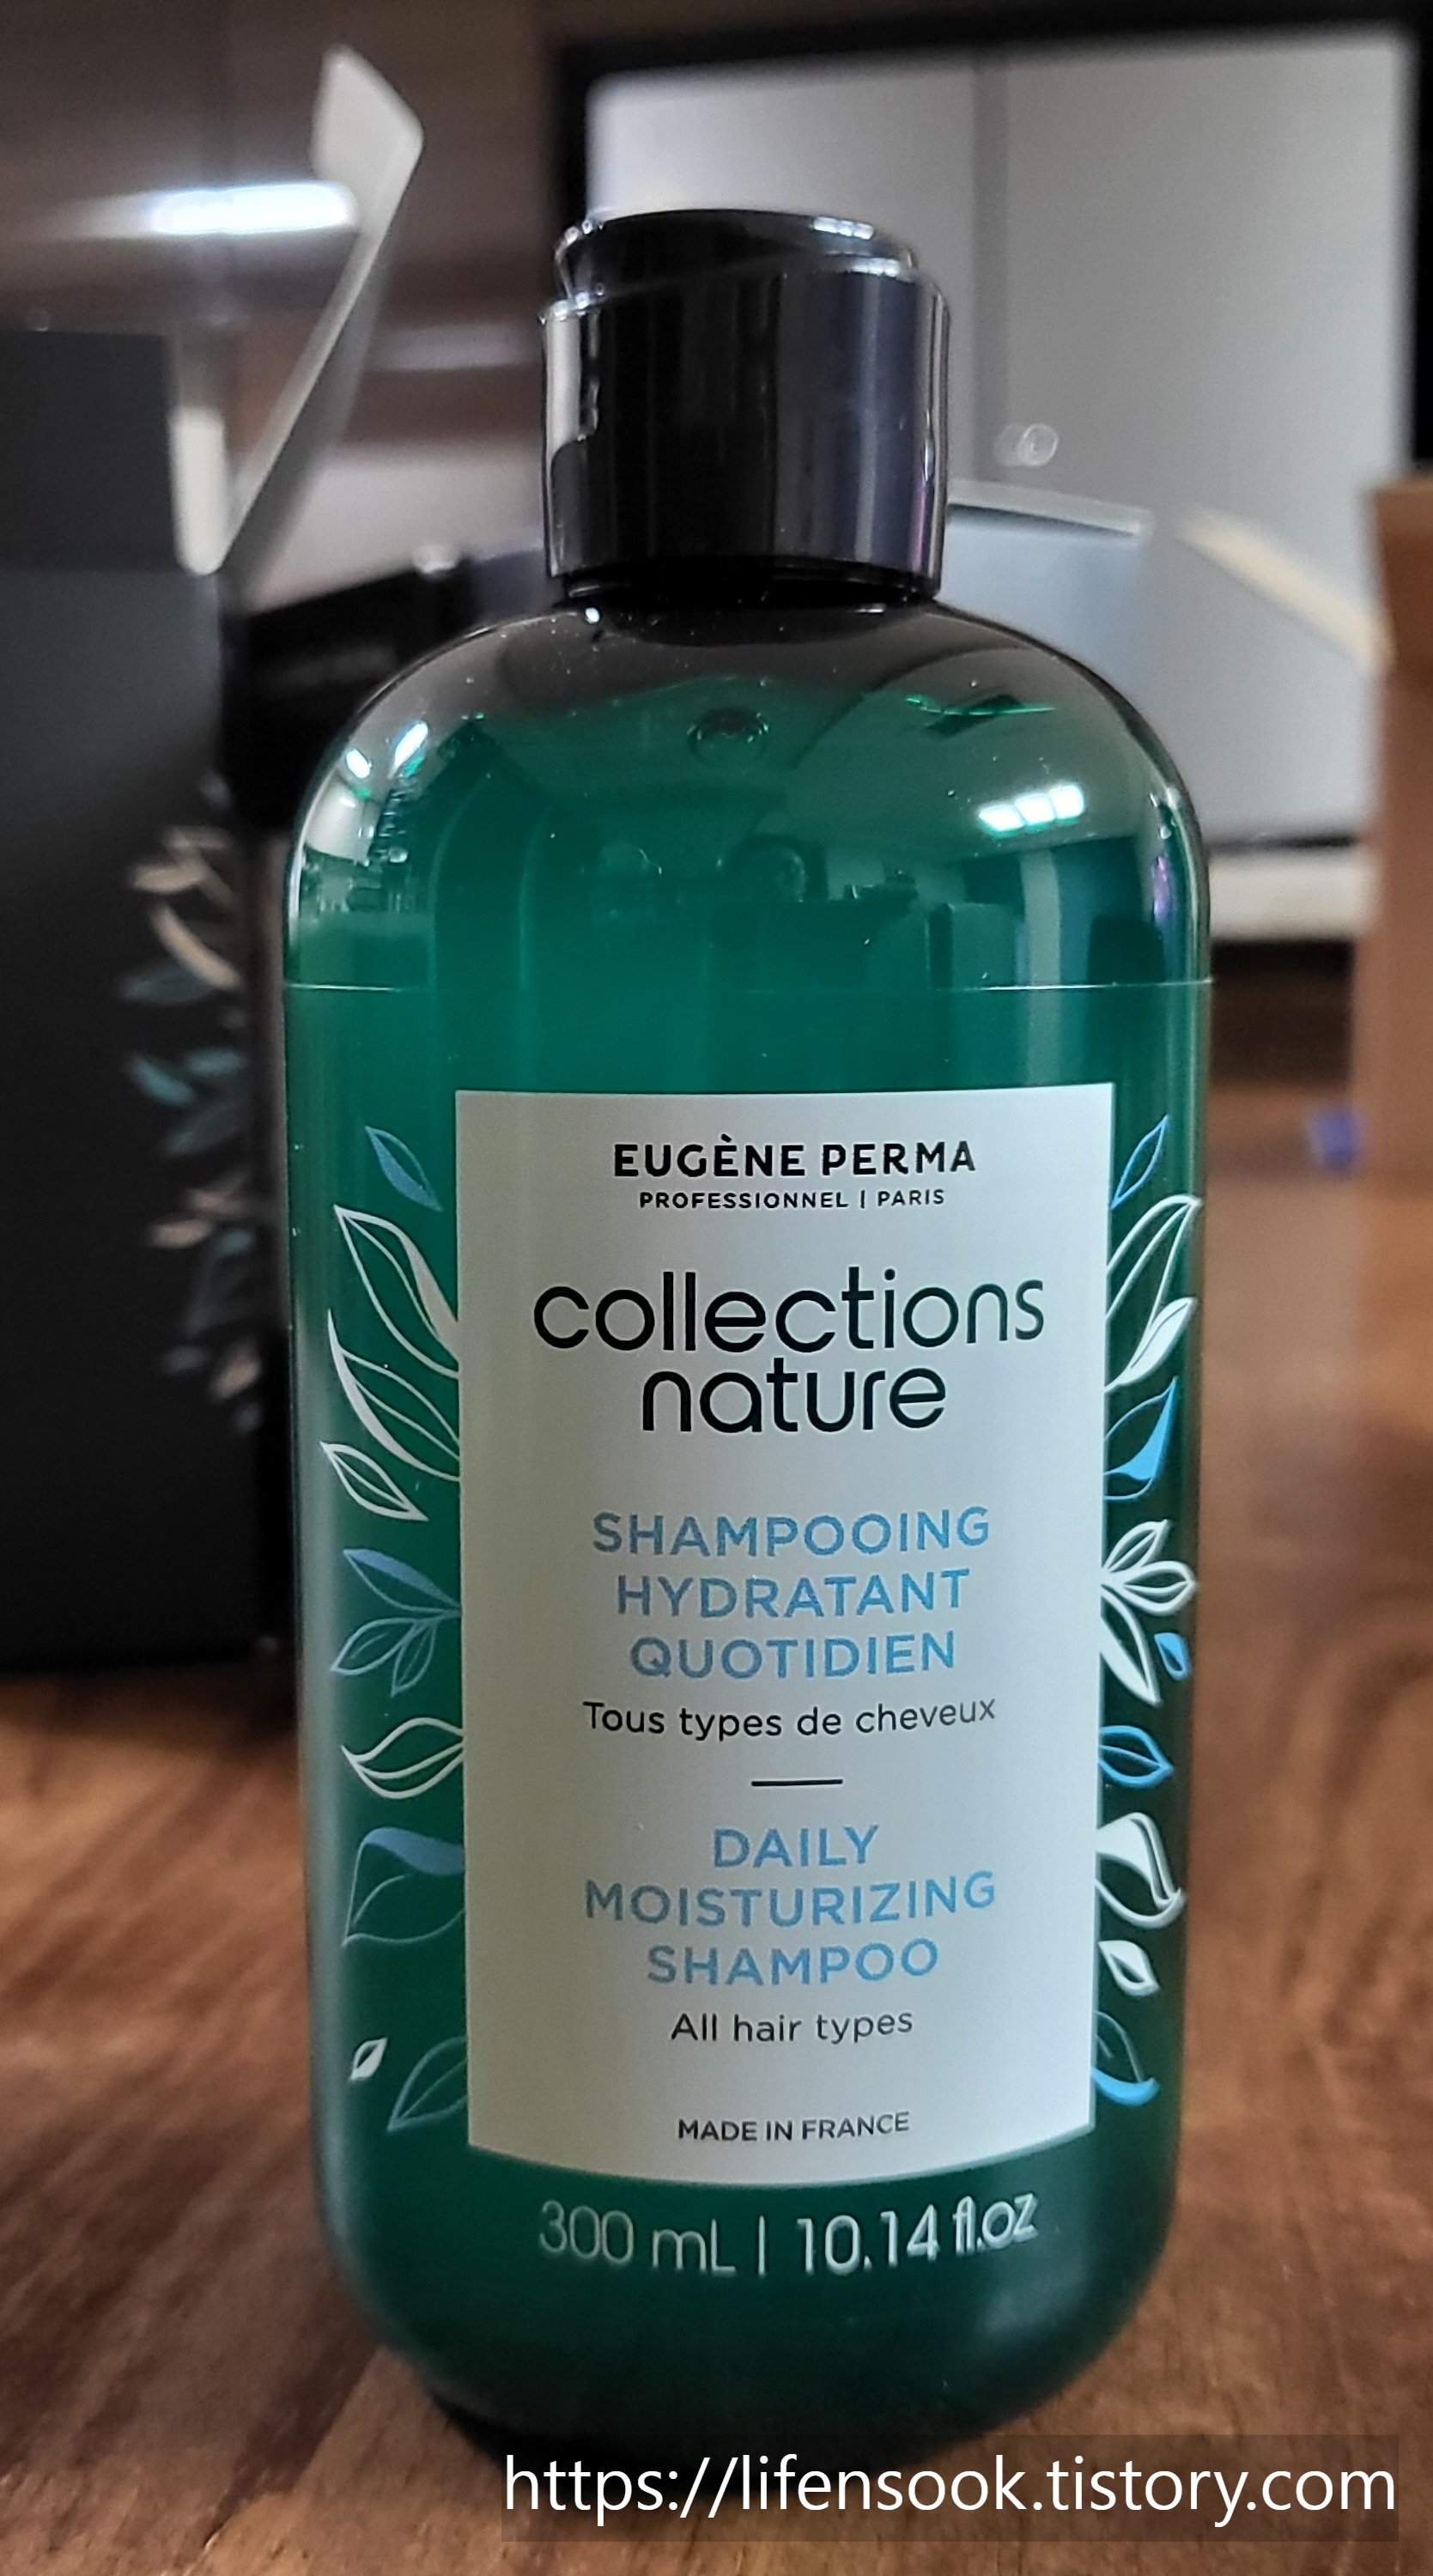 EUGÈNE PERMA
PROFESSIONNEL | PARIS
collections
nature
SHAMPOOING
HYDRATANT
QUOTIDIEN
Tous types de cheveux
DAILY
MOISTURIZING
SHAMPOO
All hair types
MADE IN FRANCE
300 mL | 10.14 fl.oz
https://lifensook.tistory.com